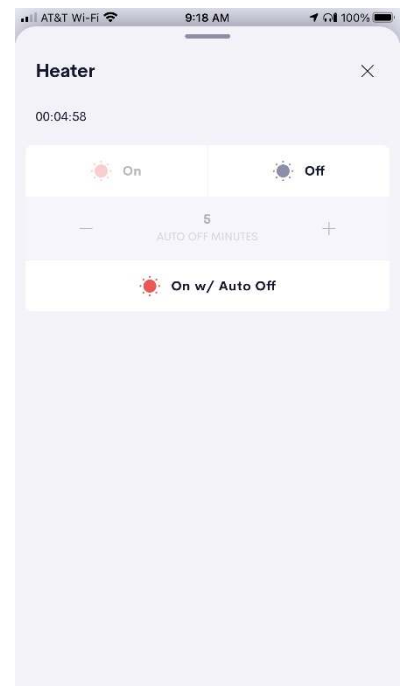 AT&T Wi-Fi 9:18 AM 100%
Heater
00:04:58
On Off
5
AUTO OFF MINUTES
On w/ Auto Off